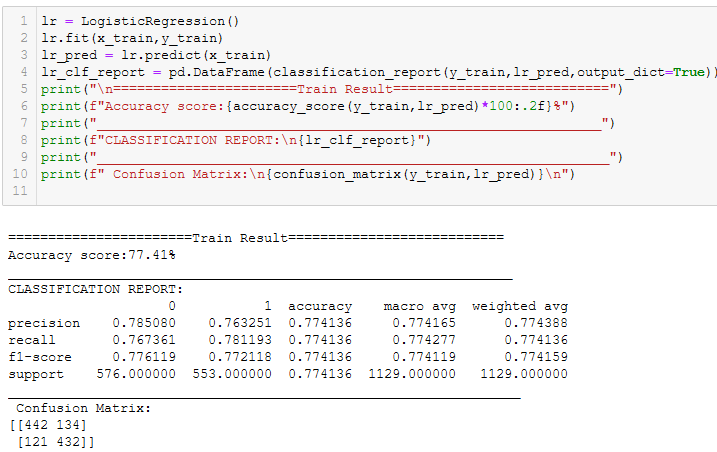 1 lr = LogisticRegression()
2 lr.fit(x_train,y_train)
3 lr_pred = lr.predict(x_train)
4 lr_clf_report = pd.DataFrame(classification_report(y_train,lr_pred,output_dict=True))
5 print("\n=======================Train Result===========================")
6 print(f"Accuracy score:{accuracy_score(y_train,lr_pred)*100:.2f}%")
7 print("_______________________________________________________________")
8 print(f"CLASSIFICATION REPORT:\n{lr_clf_report}")
9 print("________________________________________________________________")
10 print(f" Confusion Matrix:\n{confusion_matrix(y_train,lr_pred)}\n")
11
=======================Train Result===========================
Accuracy score:77.41%
_______________________________________________________________
CLASSIFICATION REPORT:
0 1 accuracy macro avg weighted avg
precision 0.785080 0.763251 0.774136 0.774165 0.774388
recall 0.767361 0.781193 0.774136 0.774277 0.774136
f1-score 0.776119 0.772118 0.774136 0.774119 0.774159
support 576.000000 553.000000 0.774136 1129.000000 1129.000000
________________________________________________________________
Confusion Matrix:
[[442 134]
[121 432]]